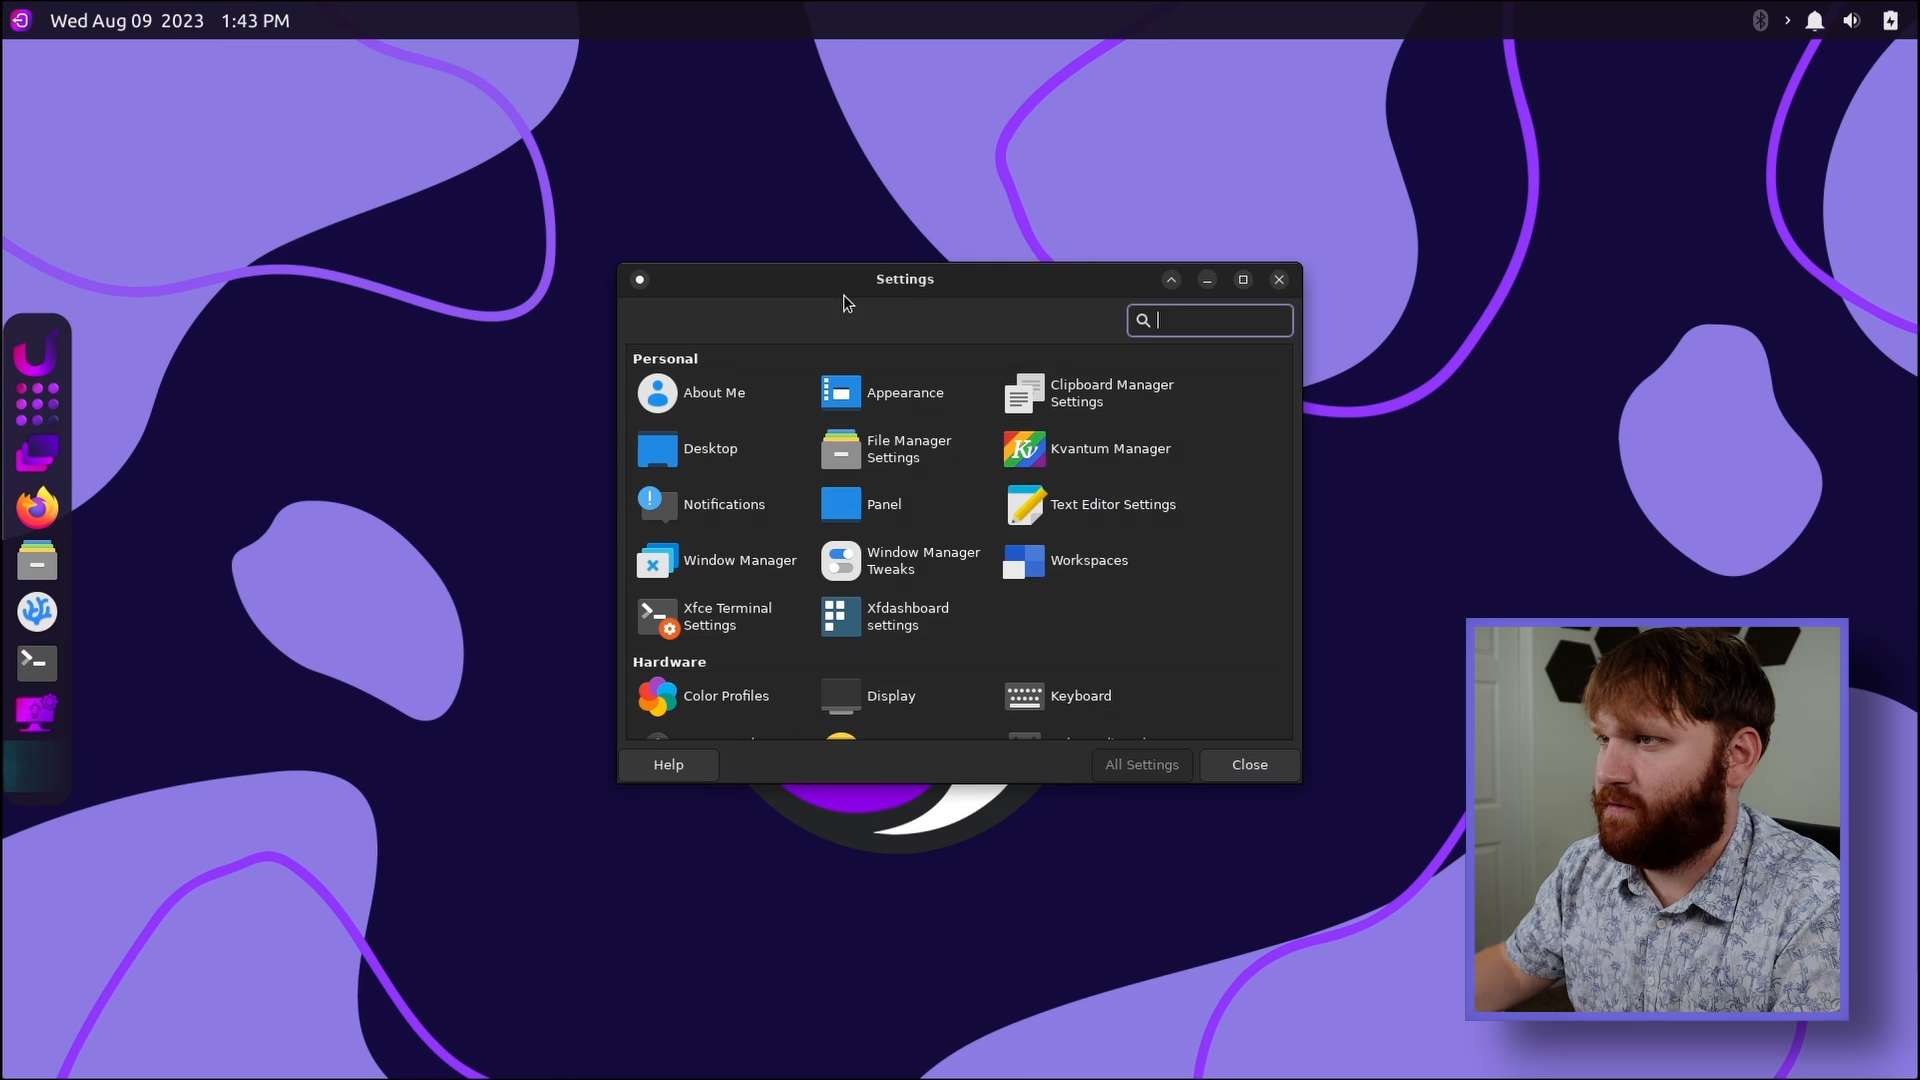 Wed Aug 09 2023 1:43 PM
Settings
Personal
About Me
Appearance
Clipboard Manager
Settings
Desktop
File Manager
Settings
Kv
Kvantum Manager
Notifications
Panel
Text Editor Settings
Window Manager
Window Manager
Tweaks
Workspaces
Xfce Terminal
Settings
Xfdashboard
settings
Hardware
Color Profiles
Display
Keyboard
Help
All Settings
Close